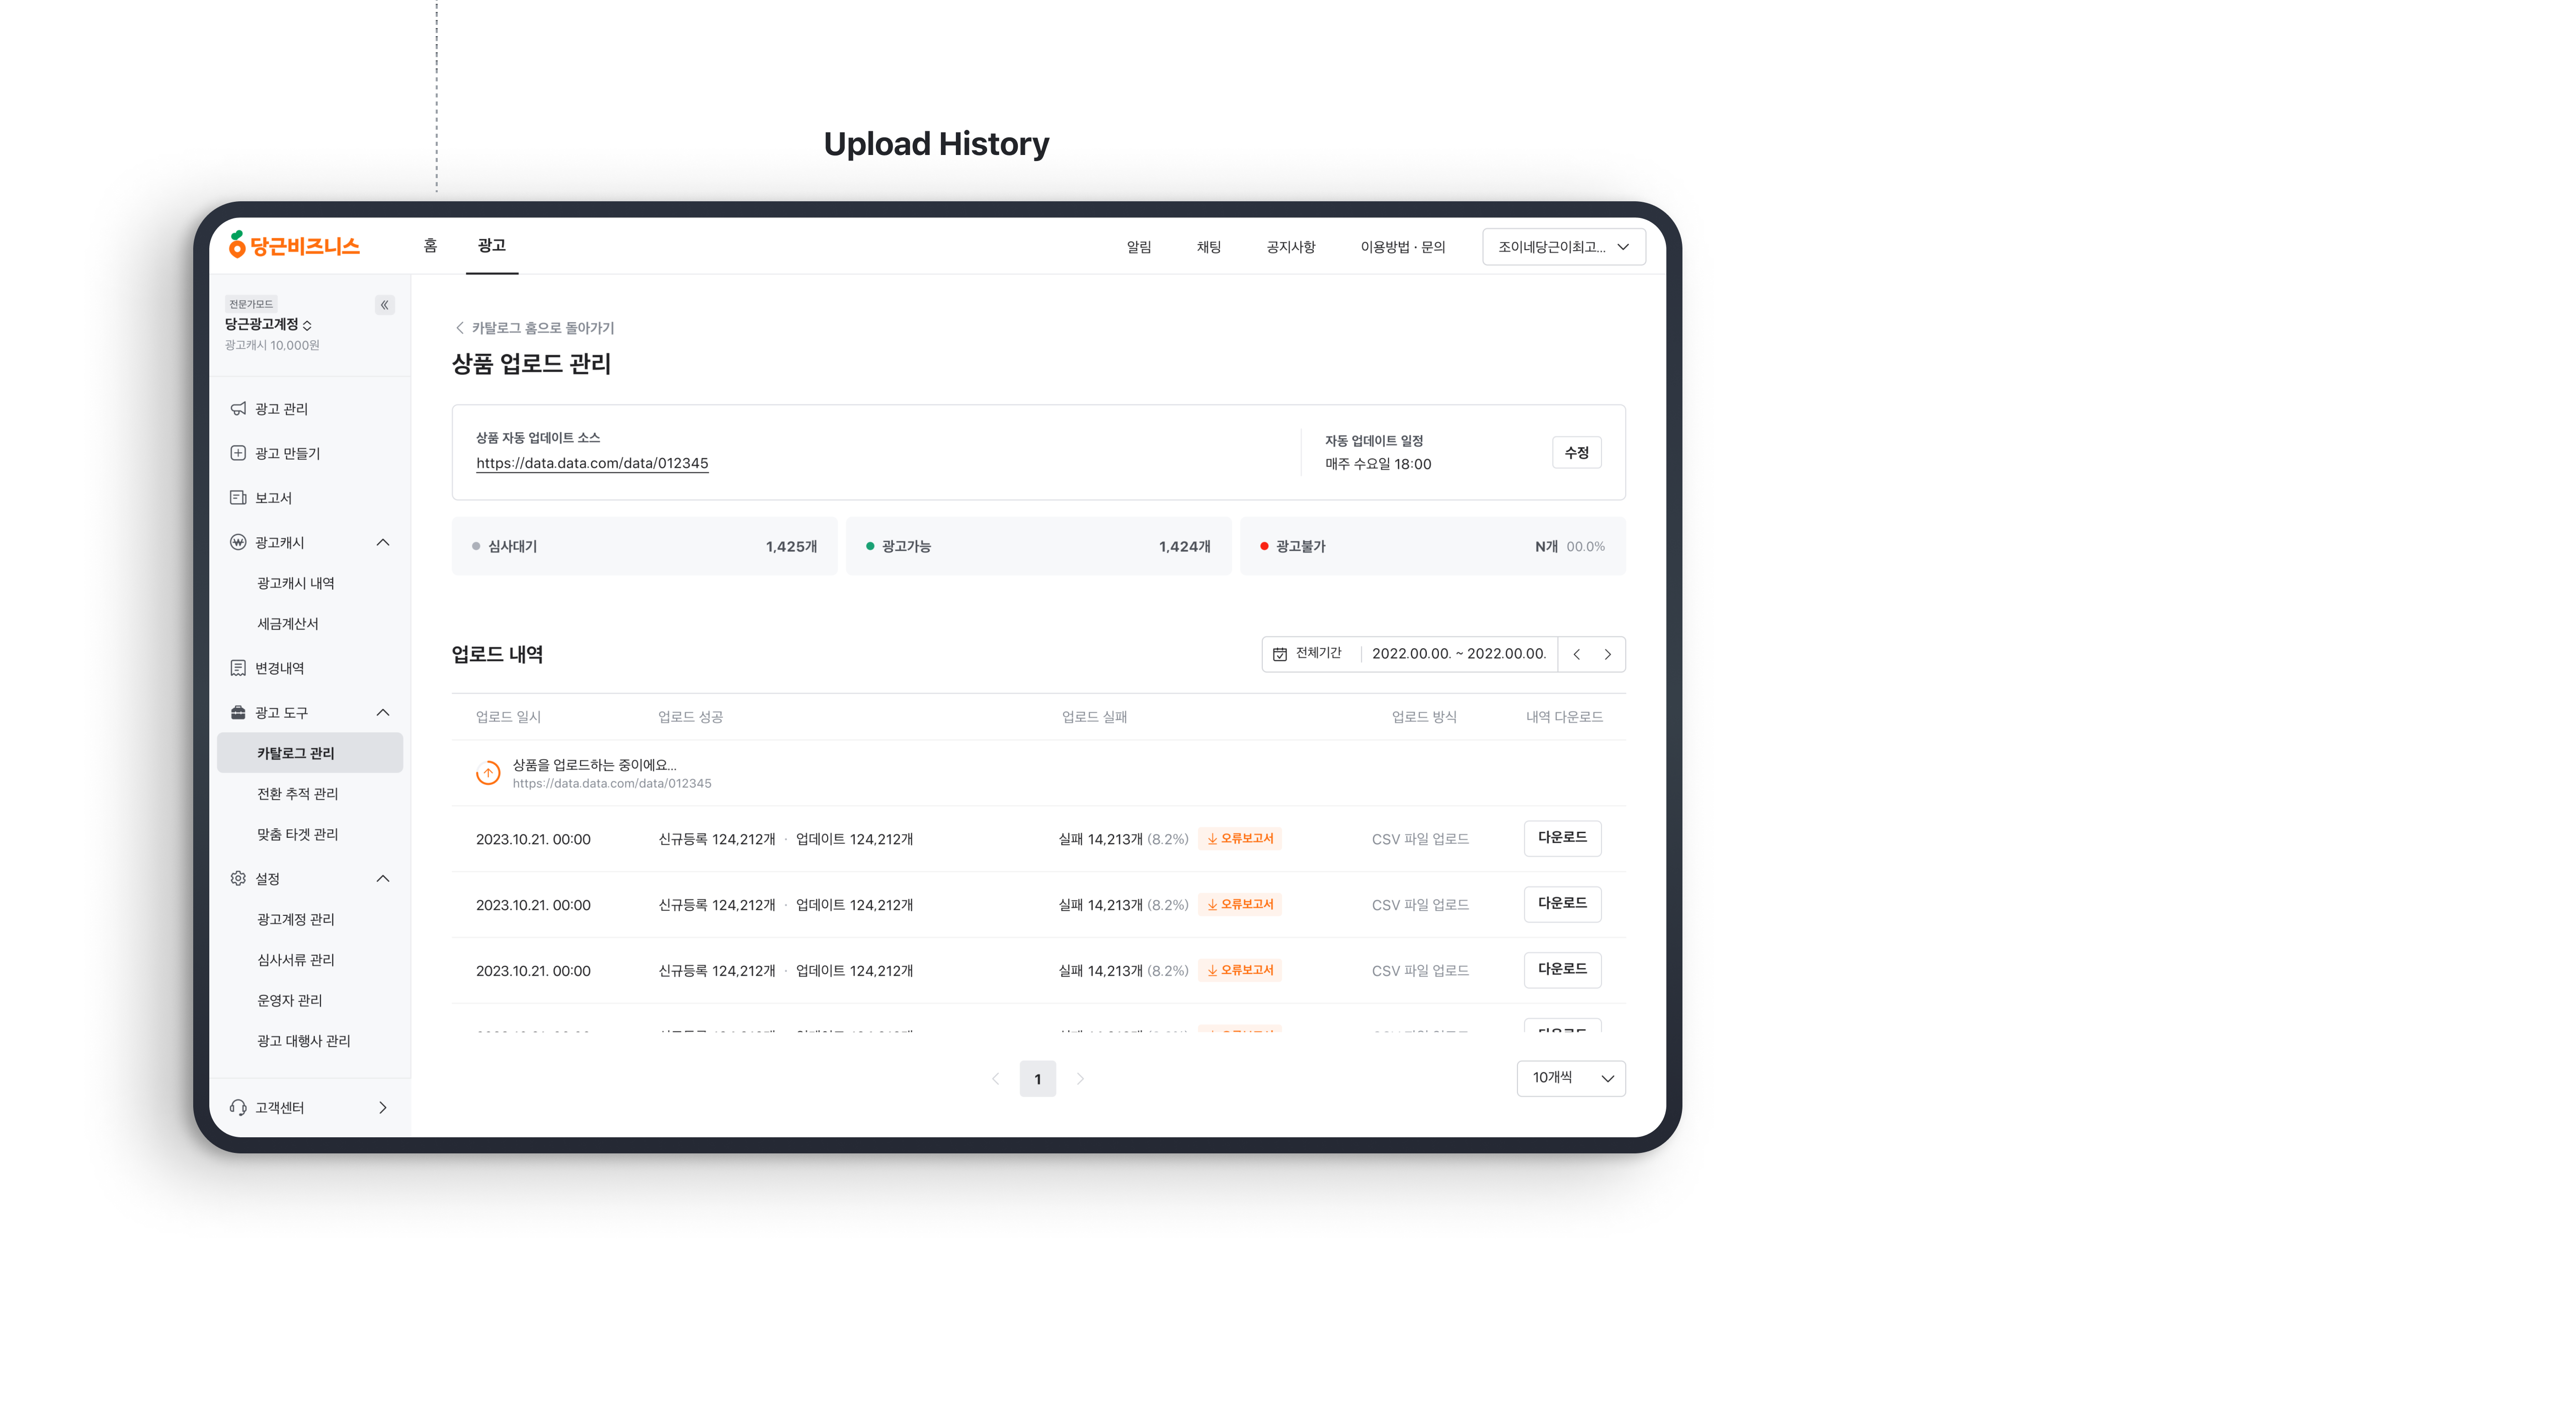 Upload History
당근비즈니스
홈
광고
알림
채팅
공지사항
이용방법 · 문의
조이네당근이최고...
전문가모드
당근광고계정
광고캐시 10,000원
광고 관리
광고 만들기
보고서
광고캐시
광고캐시 내역
세금계산서
변경내역
광고 도구
카탈로그 관리
전환 추적 관리
맞춤 타겟 관리
설정
광고계정 관리
심사서류 관리
운영자 관리
광고 대행사 관리
고객센터
카탈로그 홈으로 돌아가기
상품 업로드 관리
상품 자동 업데이트 소스
https://data.data.com/data/012345
자동 업데이트 일정
매주 수요일 18:00
수정
심사대기 1,425개
광고가능 1,424개
광고불가 N개 00.0%
업로드 내역
전체기간 2022.00.00. ~ 2022.00.00.
업로드 일시 업로드 성공 업로드 실패 업로드 방식 내역 다운로드
상품을 업로드하는 중이에요...
https://data.data.com/data/012345
2023.10.21. 00:00 신규등록 124,212개 · 업데이트 124,212개 실패 14,213개 (8.2%) 오류보고서 CSV 파일 업로드 다운로드
2023.10.21. 00:00 신규등록 124,212개 · 업데이트 124,212개 실패 14,213개 (8.2%) 오류보고서 CSV 파일 업로드 다운로드
2023.10.21. 00:00 신규등록 124,212개 · 업데이트 124,212개 실패 14,213개 (8.2%) 오류보고서 CSV 파일 업로드 다운로드
1
10개씩